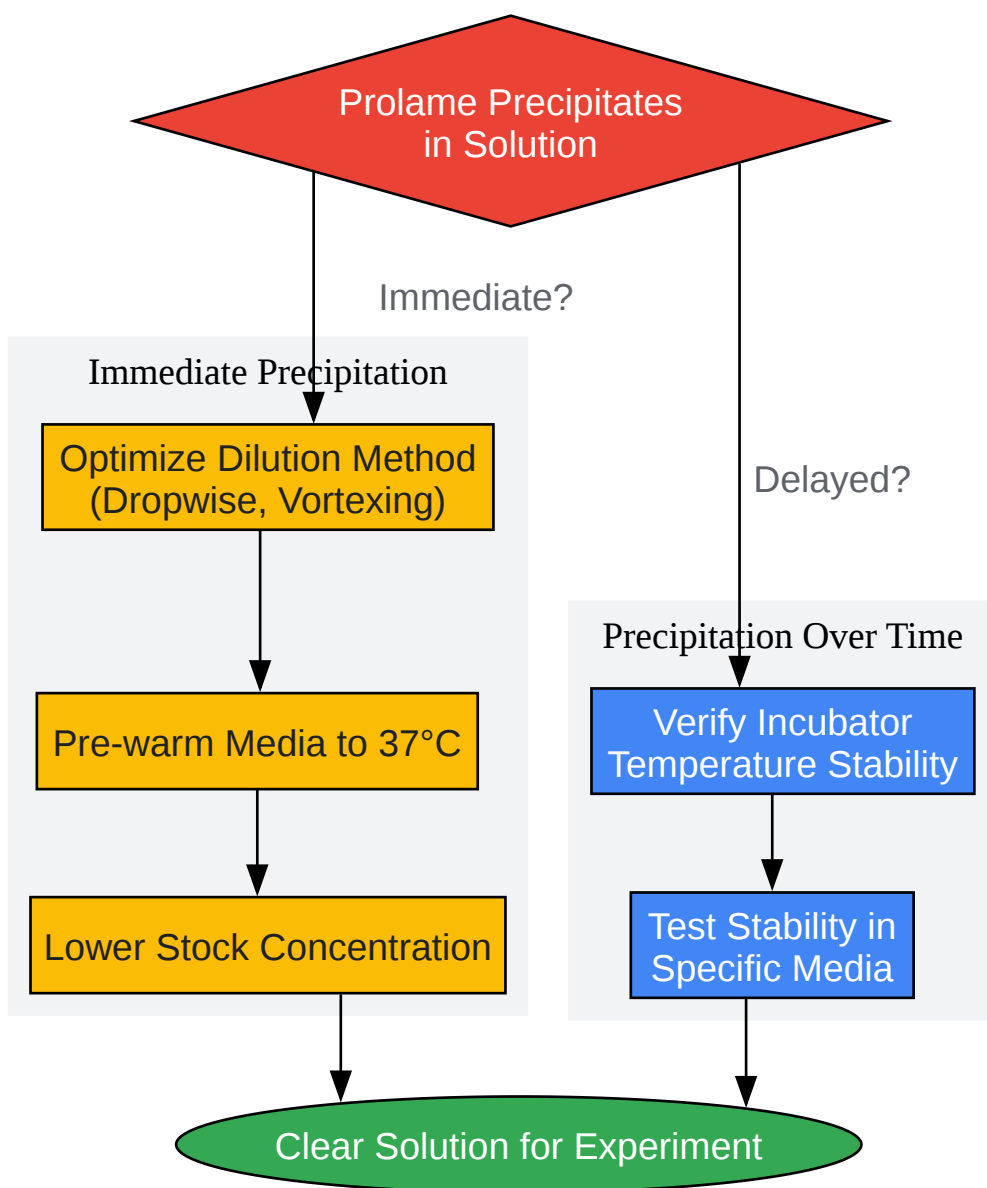 Prolame Precipitates
in Solution
Immediate?
Immediate Precipitation
Optimize Dilution Method
(Dropwise, Vortexing)
Pre-warm Media to 37°C
Lower Stock Concentration
Delayed?
Precipitation Over Time
Verify Incubator
Temperature Stability
Test Stability in
Specific Media
Clear Solution for Experiment